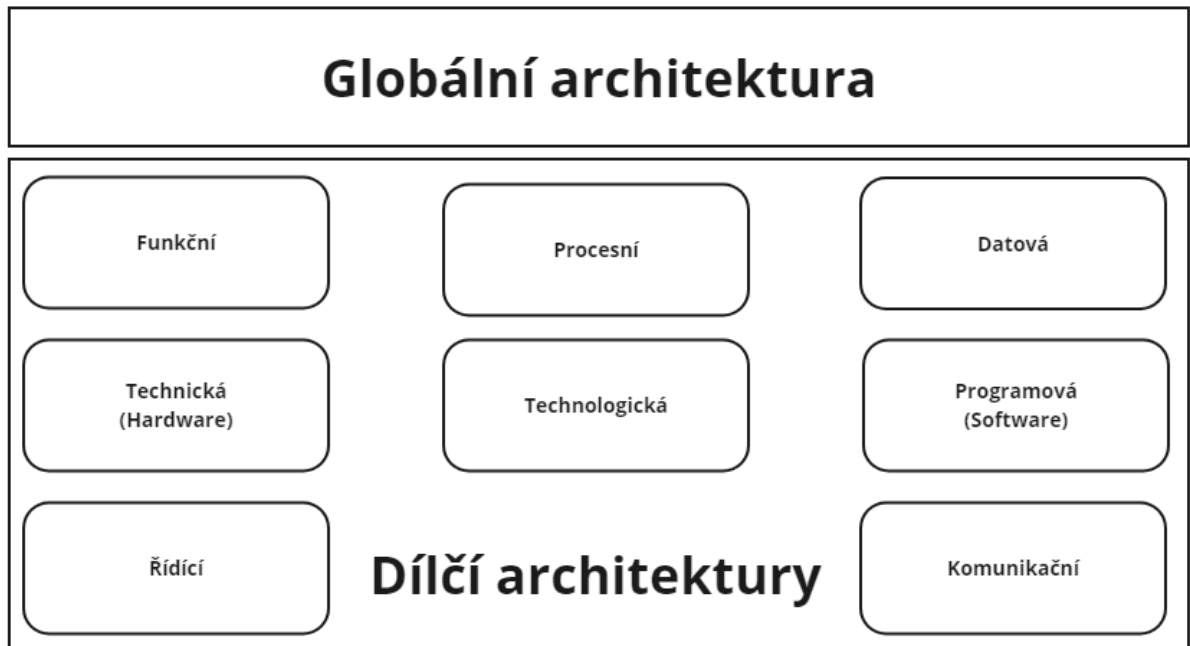 Globální architektura
Funkční
Procesní
Datová
Technická
(Hardware)
Technologická
Programová
(Software)
Řídící
Dílčí architektury
Komunikační